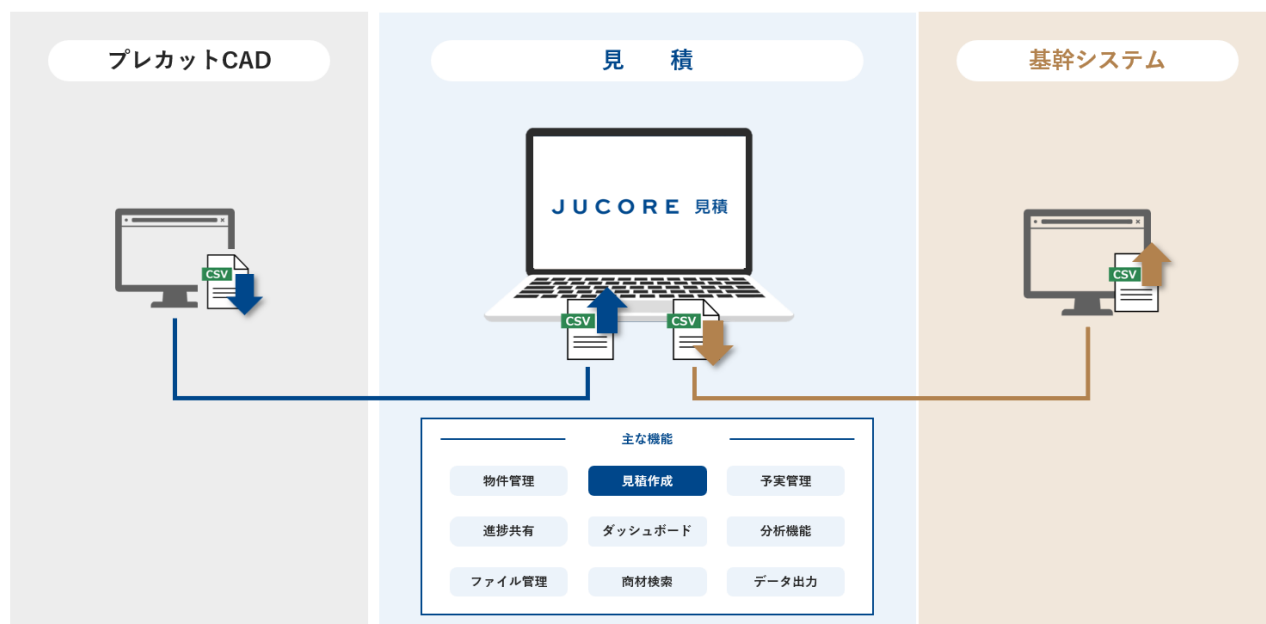 プレカットCAD
見 積
基幹システム
JUCORE 見積
CSV
CSV
CSV
CSV
主な機能
物件管理
見積作成
予実管理
進捗共有
ダッシュボード
分析機能
ファイル管理
商材検索
データ出力